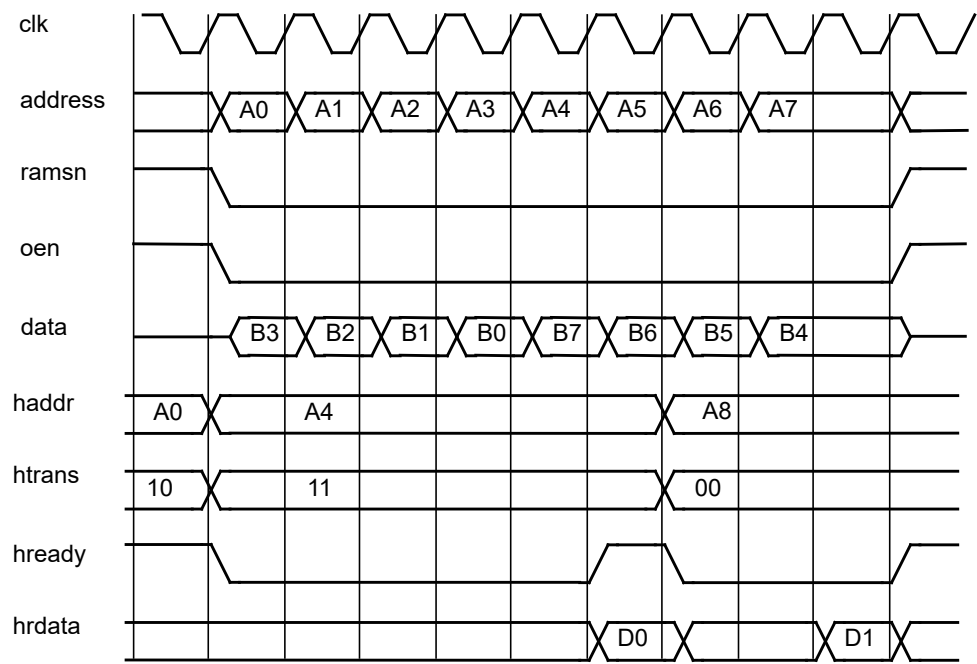 clk
address A0 A1 A2 A3 A4 A5 A6 A7
ramsn
oen
data B3 B2 B1 B0 B7 B6 B5 B4
haddr A0 A4 A8
htrans 10 11 00
hready
hrdata D0 D1